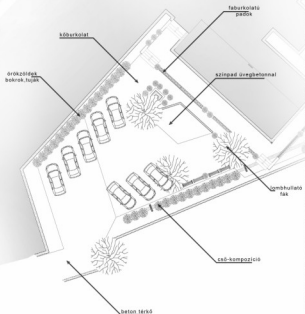 faburkolatú
padok
kőburkolat
örökzöldek
bokrok,tuják
színpad üvegbetonnal
lombhullató
fák
cső-kompozíció
beton térkő